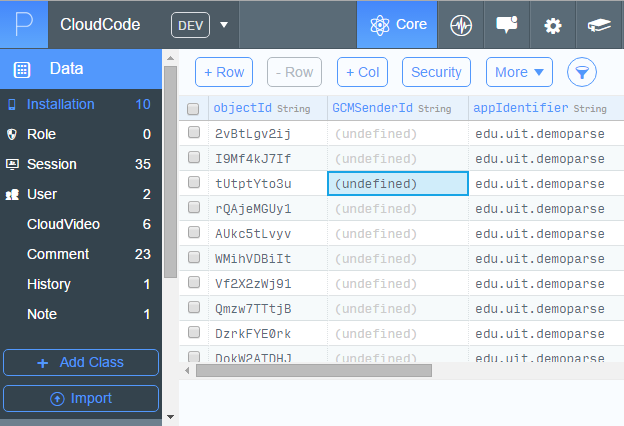 P CloudCode DEV Core
Data
+ Row - Row + Col Security More
Installation 10
Role 0
Session 35
User 2
CloudVideo 6
Comment 23
History 1
Note 1
+ Add Class
Import
objectId String GCMSenderId String appIdentifier String
2vBtLgv2ij (undefined) edu.uit.demoparse
I9Mf4kJ7If (undefined) edu.uit.demoparse
tUtptYto3u (undefined) edu.uit.demoparse
rQAjeMGUy1 (undefined) edu.uit.demoparse
AUkc5tLvyv (undefined) edu.uit.demoparse
WMihVDBiIt (undefined) edu.uit.demoparse
Vf2X2zWj91 (undefined) edu.uit.demoparse
Qmzw7TTtjB (undefined) edu.uit.demoparse
DzrkFYE0rk (undefined) edu.uit.demoparse
DokW2ATDHJ (undefined) edu.uit.demoparse